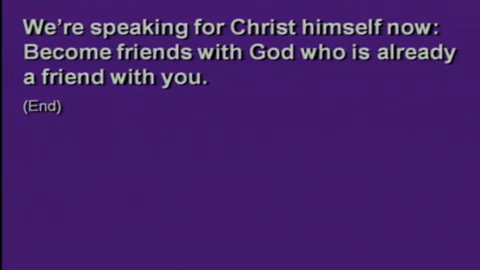 We're speaking for Christ himself now:
Become friends with God who is already
a friend with you.
(End)